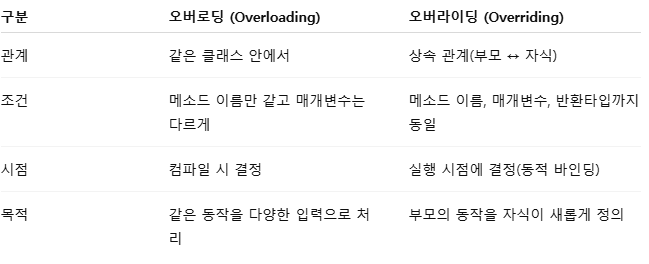 구분 오버로딩 (Overloading) 오버라이딩 (Overriding)
관계 같은 클래스 안에서 상속 관계(부모 ↔ 자식)
조건 메소드 이름만 같고 매개변수는 메소드 이름, 매개변수, 반환타입까지
다르게 동일
시점 컴파일 시 결정 실행 시점에 결정(동적 바인딩)
목적 같은 동작을 다양한 입력으로 처 부모의 동작을 자식이 새롭게 정의
리